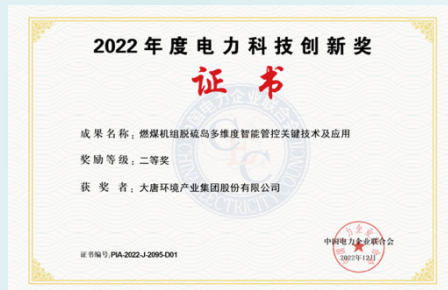 2022年度电力科技创新奖
证书
成果名称：燃煤机组脱硫岛多维度智能管控关键技术及应用
奖励等级：二等奖
获奖者：大唐环境产业集团股份有限公司
证书编号:PIA-2022-J-2095-D01
中国电力企业联合会
2022年12月